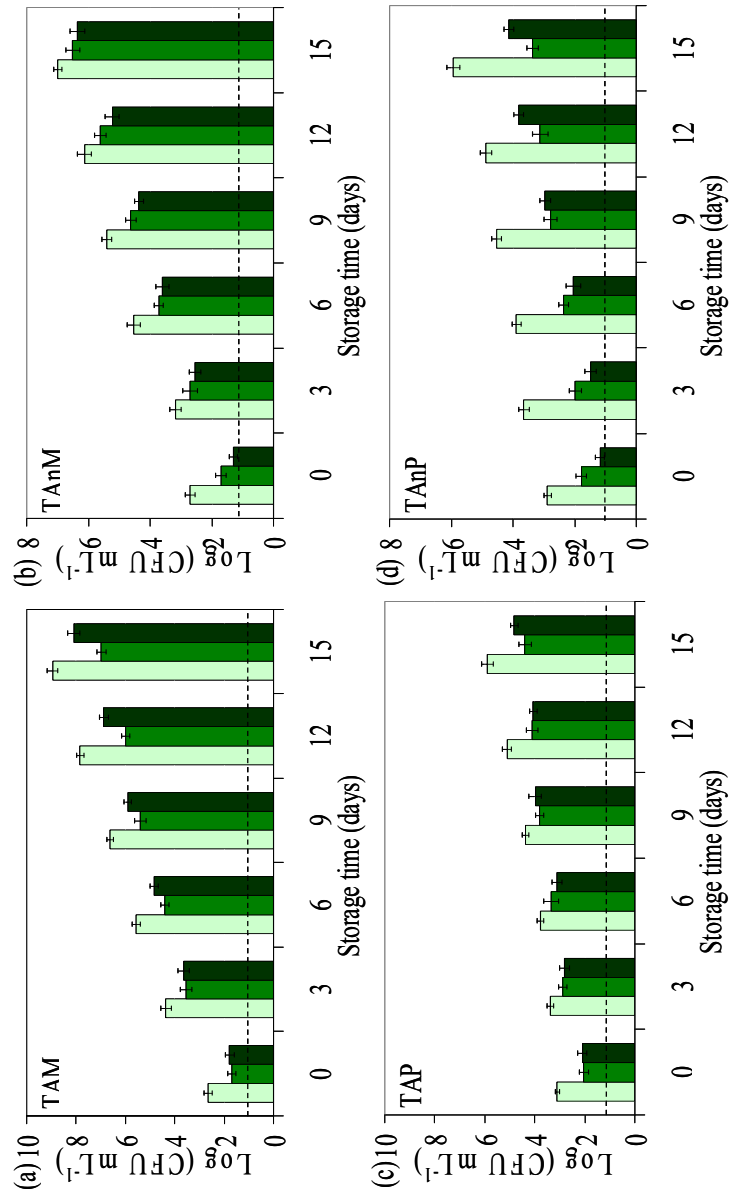 (a)
TAM
10
8
6
4
2
0
Log (CFU mL⁻¹)
0 3 6 9 12 15
Storage time (days)
(b)
TAnM
8
6
4
2
0
Log (CFU mL⁻¹)
0 3 6 9 12 15
Storage time (days)
(c)
TAP
10
8
6
4
2
0
Log (CFU mL⁻¹)
0 3 6 9 12 15
Storage time (days)
(d)
TAnP
8
6
4
2
0
Log (CFU mL⁻¹)
0 3 6 9 12 15
Storage time (days)